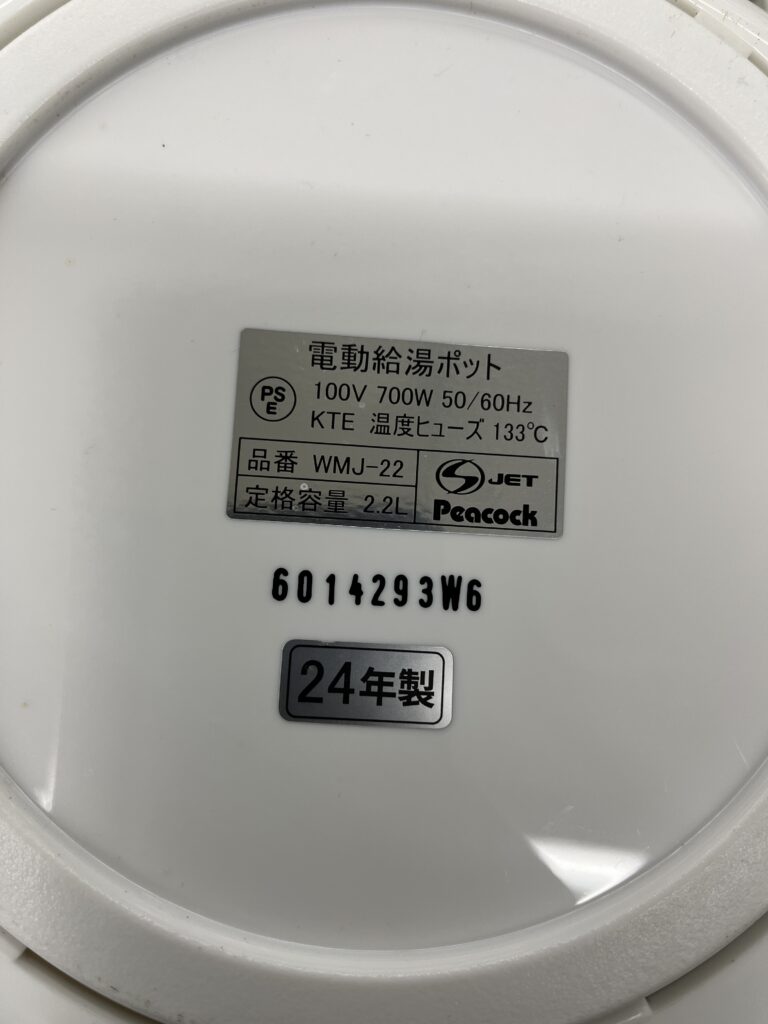 電動給湯ポット
PS
E
100V 700W 50/60Hz
KTE 温度ヒューズ 133℃
品番 WMJ-22
定格容量 2.2L
S JET
Peacock
6014293W6
24年製